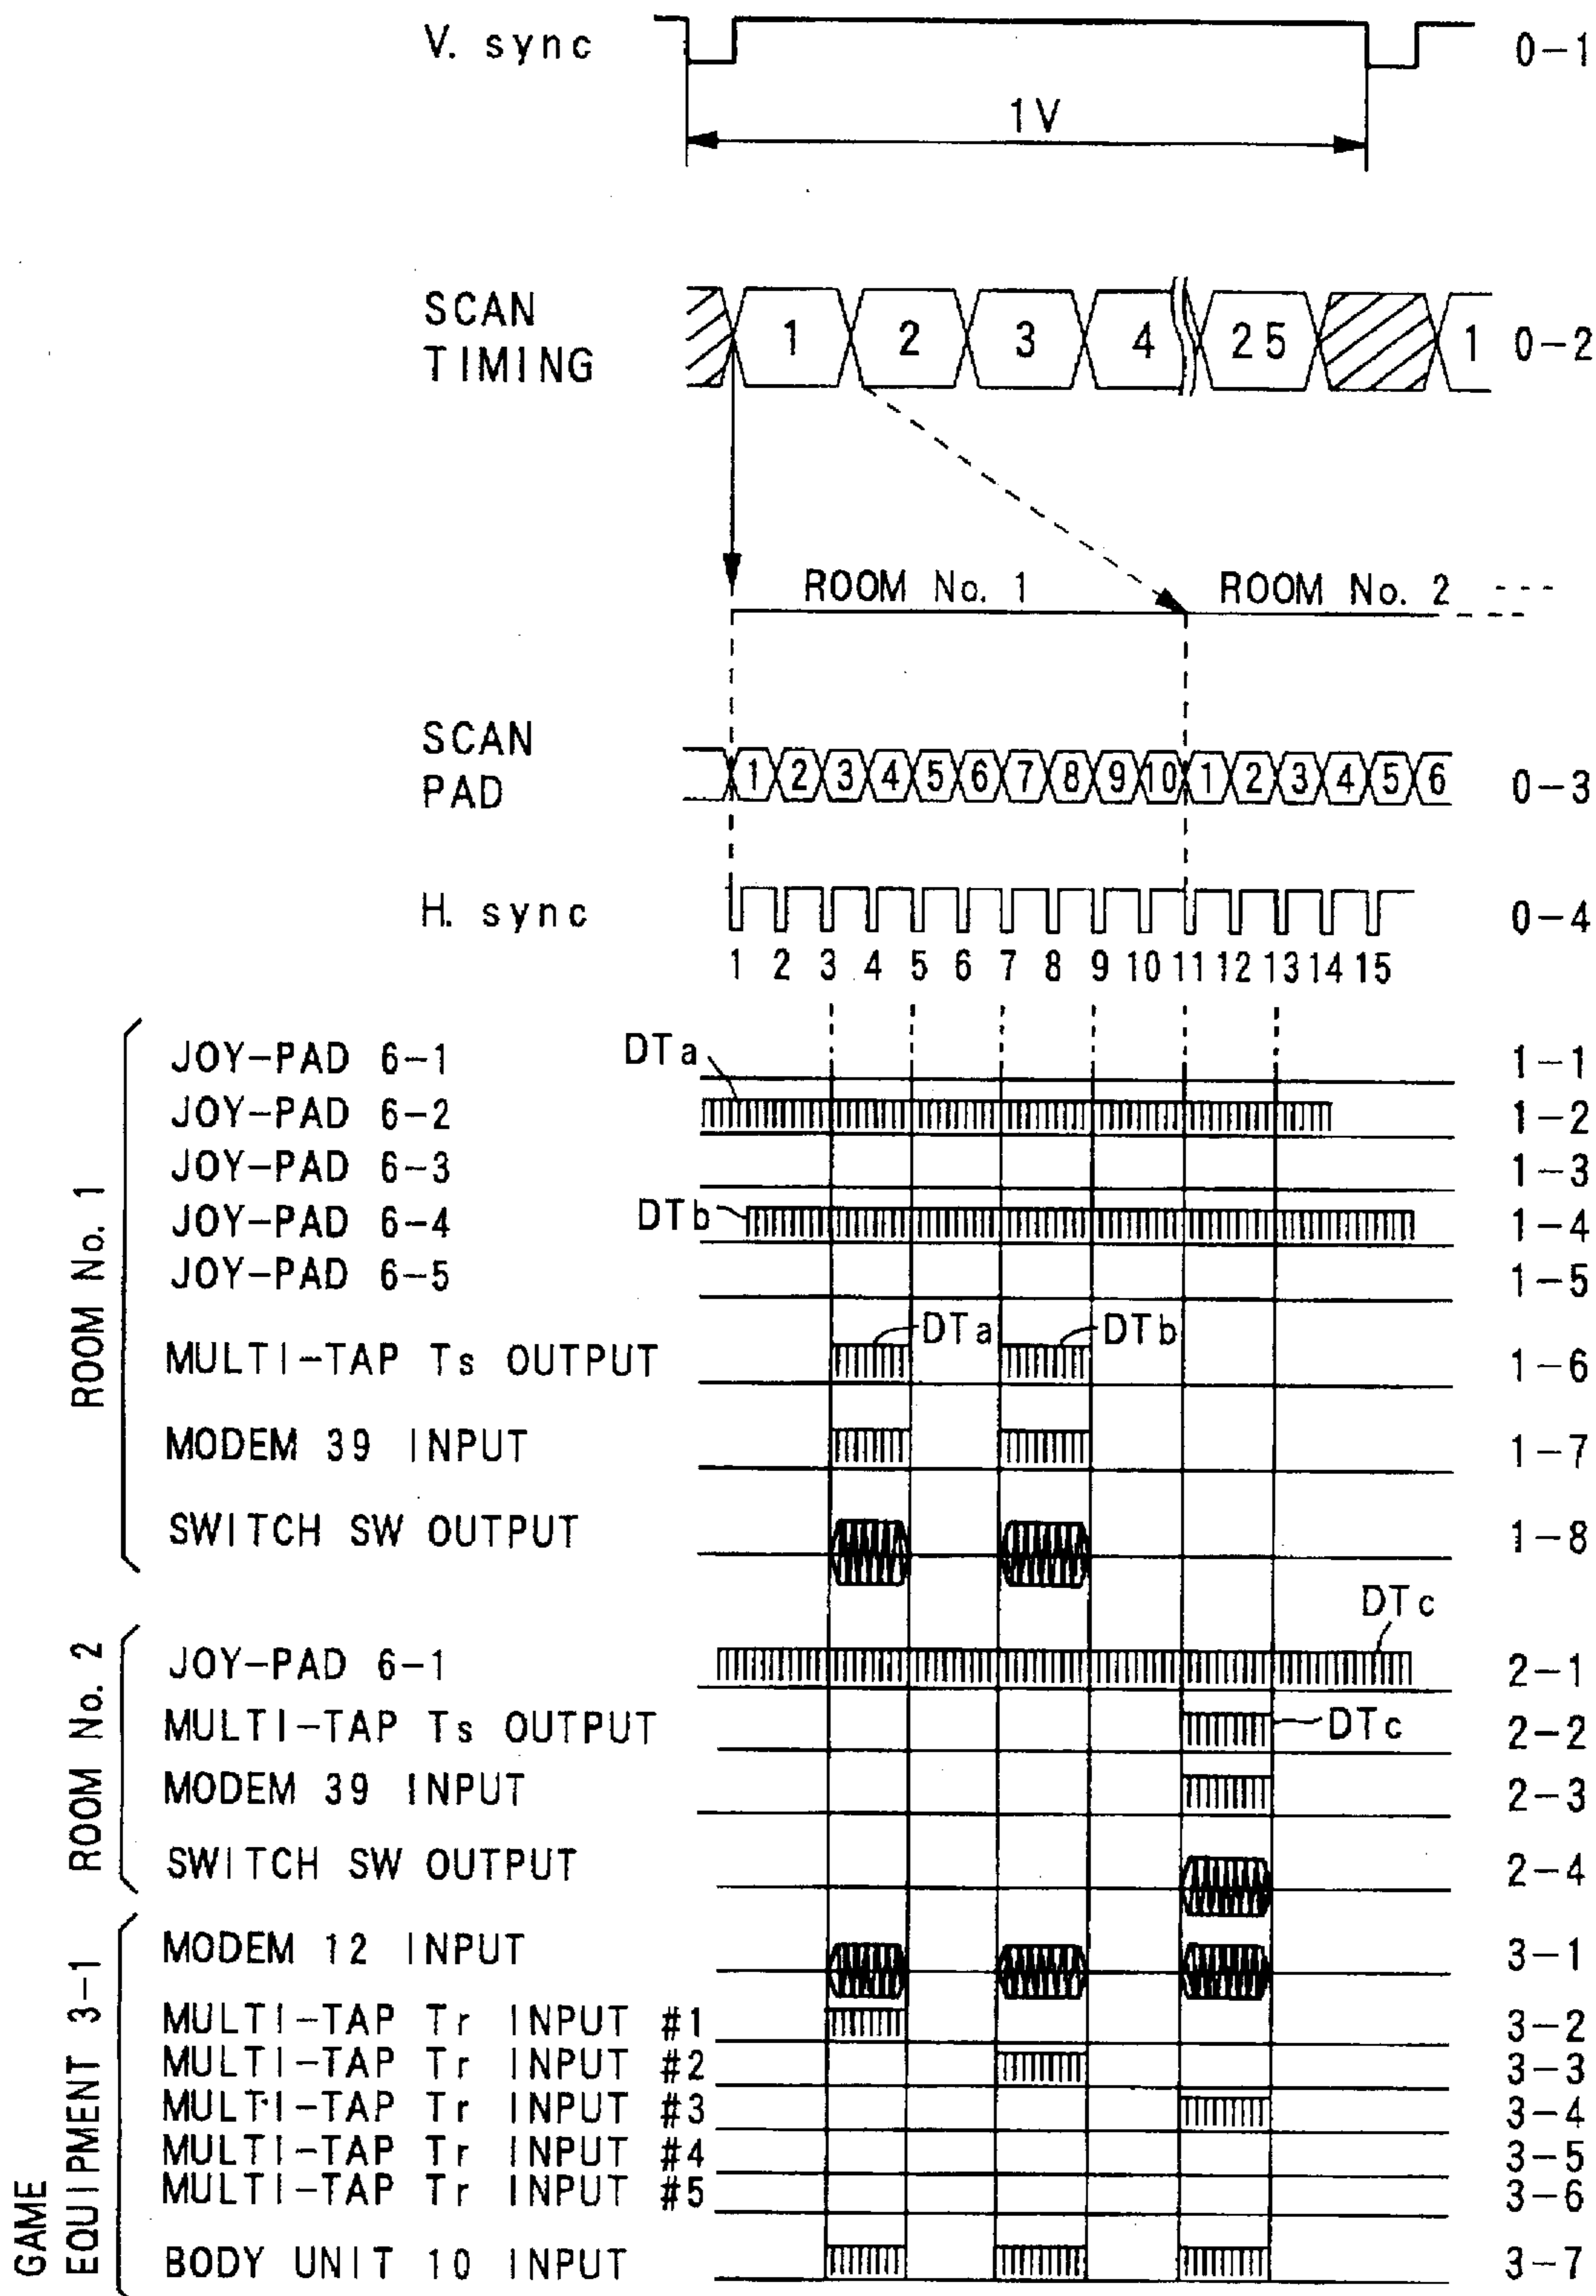 V. sync 0-1
1V
SCAN TIMING 1 2 3 4 25 1 0-2
ROOM No. 1 ROOM No. 2
SCAN PAD 1 2 3 4 5 6 7 8 9 10 1 2 3 4 5 6 0-3
H. sync 0-4
1 2 3 4 5 6 7 8 9 10 11 12 13 14 15
ROOM No. 1
JOY-PAD 6-1 DTa 1-1
JOY-PAD 6-2 1-2
JOY-PAD 6-3 1-3
JOY-PAD 6-4 DTb 1-4
JOY-PAD 6-5 1-5
MULTI-TAP Ts OUTPUT DTa DTb 1-6
MODEM 39 INPUT 1-7
SWITCH SW OUTPUT 1-8
ROOM No. 2
DTc
JOY-PAD 6-1 2-1
MULTI-TAP Ts OUTPUT DTc 2-2
MODEM 39 INPUT 2-3
SWITCH SW OUTPUT 2-4
GAME
EQUIPMENT 3-1
MODEM 12 INPUT 3-1
MULTI-TAP Tr INPUT #1 3-2
MULTI-TAP Tr INPUT #2 3-3
MULTI-TAP Tr INPUT #3 3-4
MULTI-TAP Tr INPUT #4 3-5
MULTI-TAP Tr INPUT #5 3-6
BODY UNIT 10 INPUT 3-7